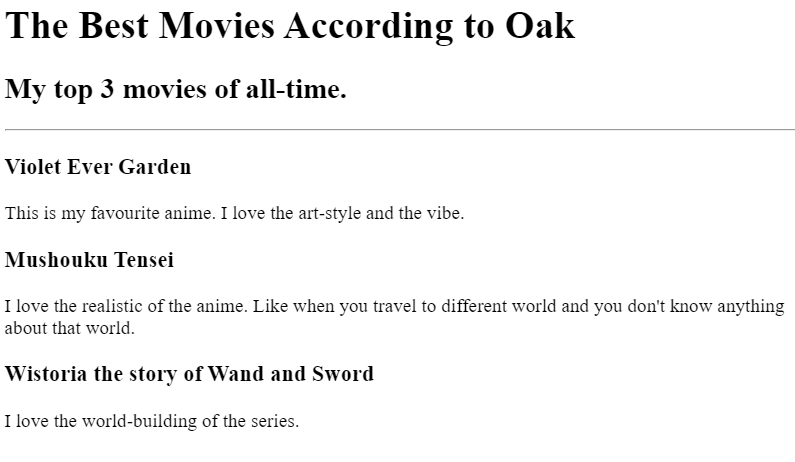 The Best Movies According to Oak
My top 3 movies of all-time.
Violet Ever Garden
This is my favourite anime. I love the art-style and the vibe.
Mushouku Tensei
I love the realistic of the anime. Like when you travel to different world and you don't know anything
about that world.
Wistoria the story of Wand and Sword
I love the world-building of the series.